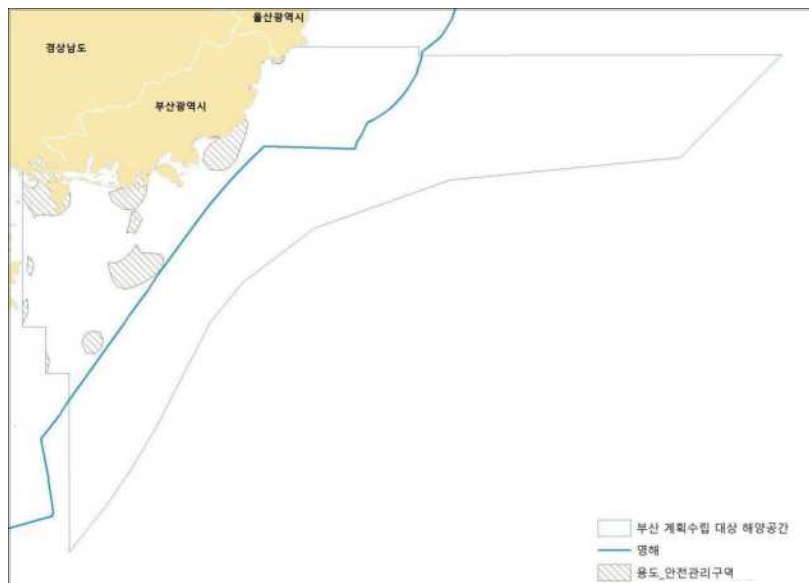 울산광역시
경상남도
부산광역시
부산 계획수립 대상 해양공간
영해
용도_안전관리구역